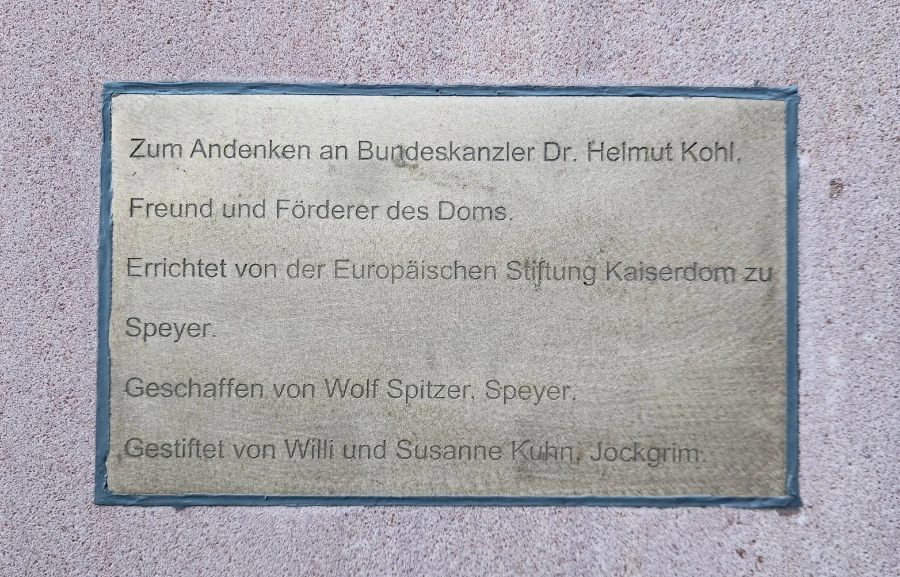 Zum Andenken an Bundeskanzler Dr. Helmut Kohl,
Freund und Förderer des Doms.
Errichtet von der Europäischen Stiftung Kaiserdom zu
Speyer.
Geschaffen von Wolf Spitzer, Speyer.
Gestiftet von Willi und Susanne Kuhn, Jockgrim.